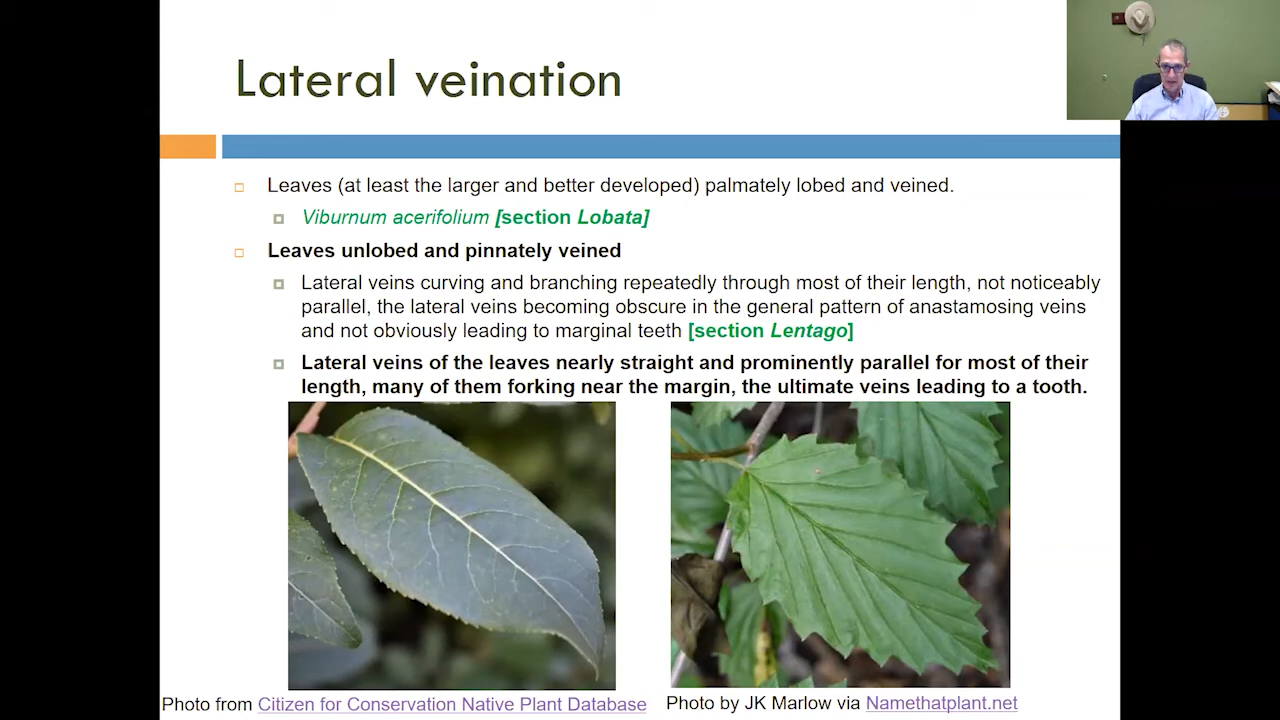 Lateral veination
Leaves (at least the larger and better developed) palmately lobed and veined.
Viburnum acerifolium [section Lobata]
Leaves unlobed and pinnately veined
Lateral veins curving and branching repeatedly through most of their length, not noticeably
parallel, the lateral veins becoming obscure in the general pattern of anastamosing veins
and not obviously leading to marginal teeth [section Lentago]
Lateral veins of the leaves nearly straight and prominently parallel for most of their
length, many of them forking near the margin, the ultimate veins leading to a tooth.
Photo from Citizen for Conservation Native Plant Database
Photo by JK Marlow via Namethatplant.net